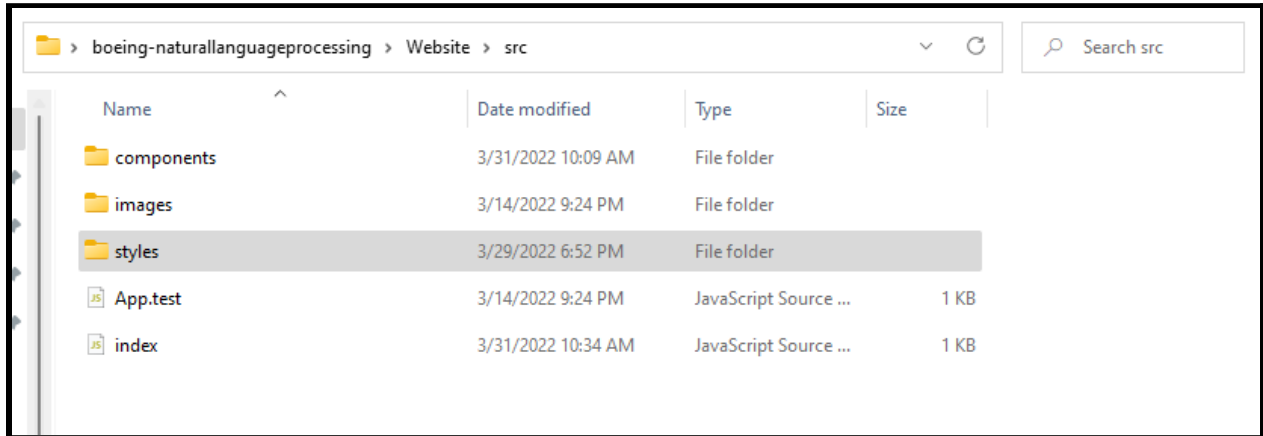 boeing-naturallanguageprocessing > Website > src Search src
Name Date modified Type Size
components 3/31/2022 10:09 AM File folder
images 3/14/2022 9:24 PM File folder
styles 3/29/2022 6:52 PM File folder
JS App.test 3/14/2022 9:24 PM JavaScript Source ... 1 KB
JS index 3/31/2022 10:34 AM JavaScript Source ... 1 KB